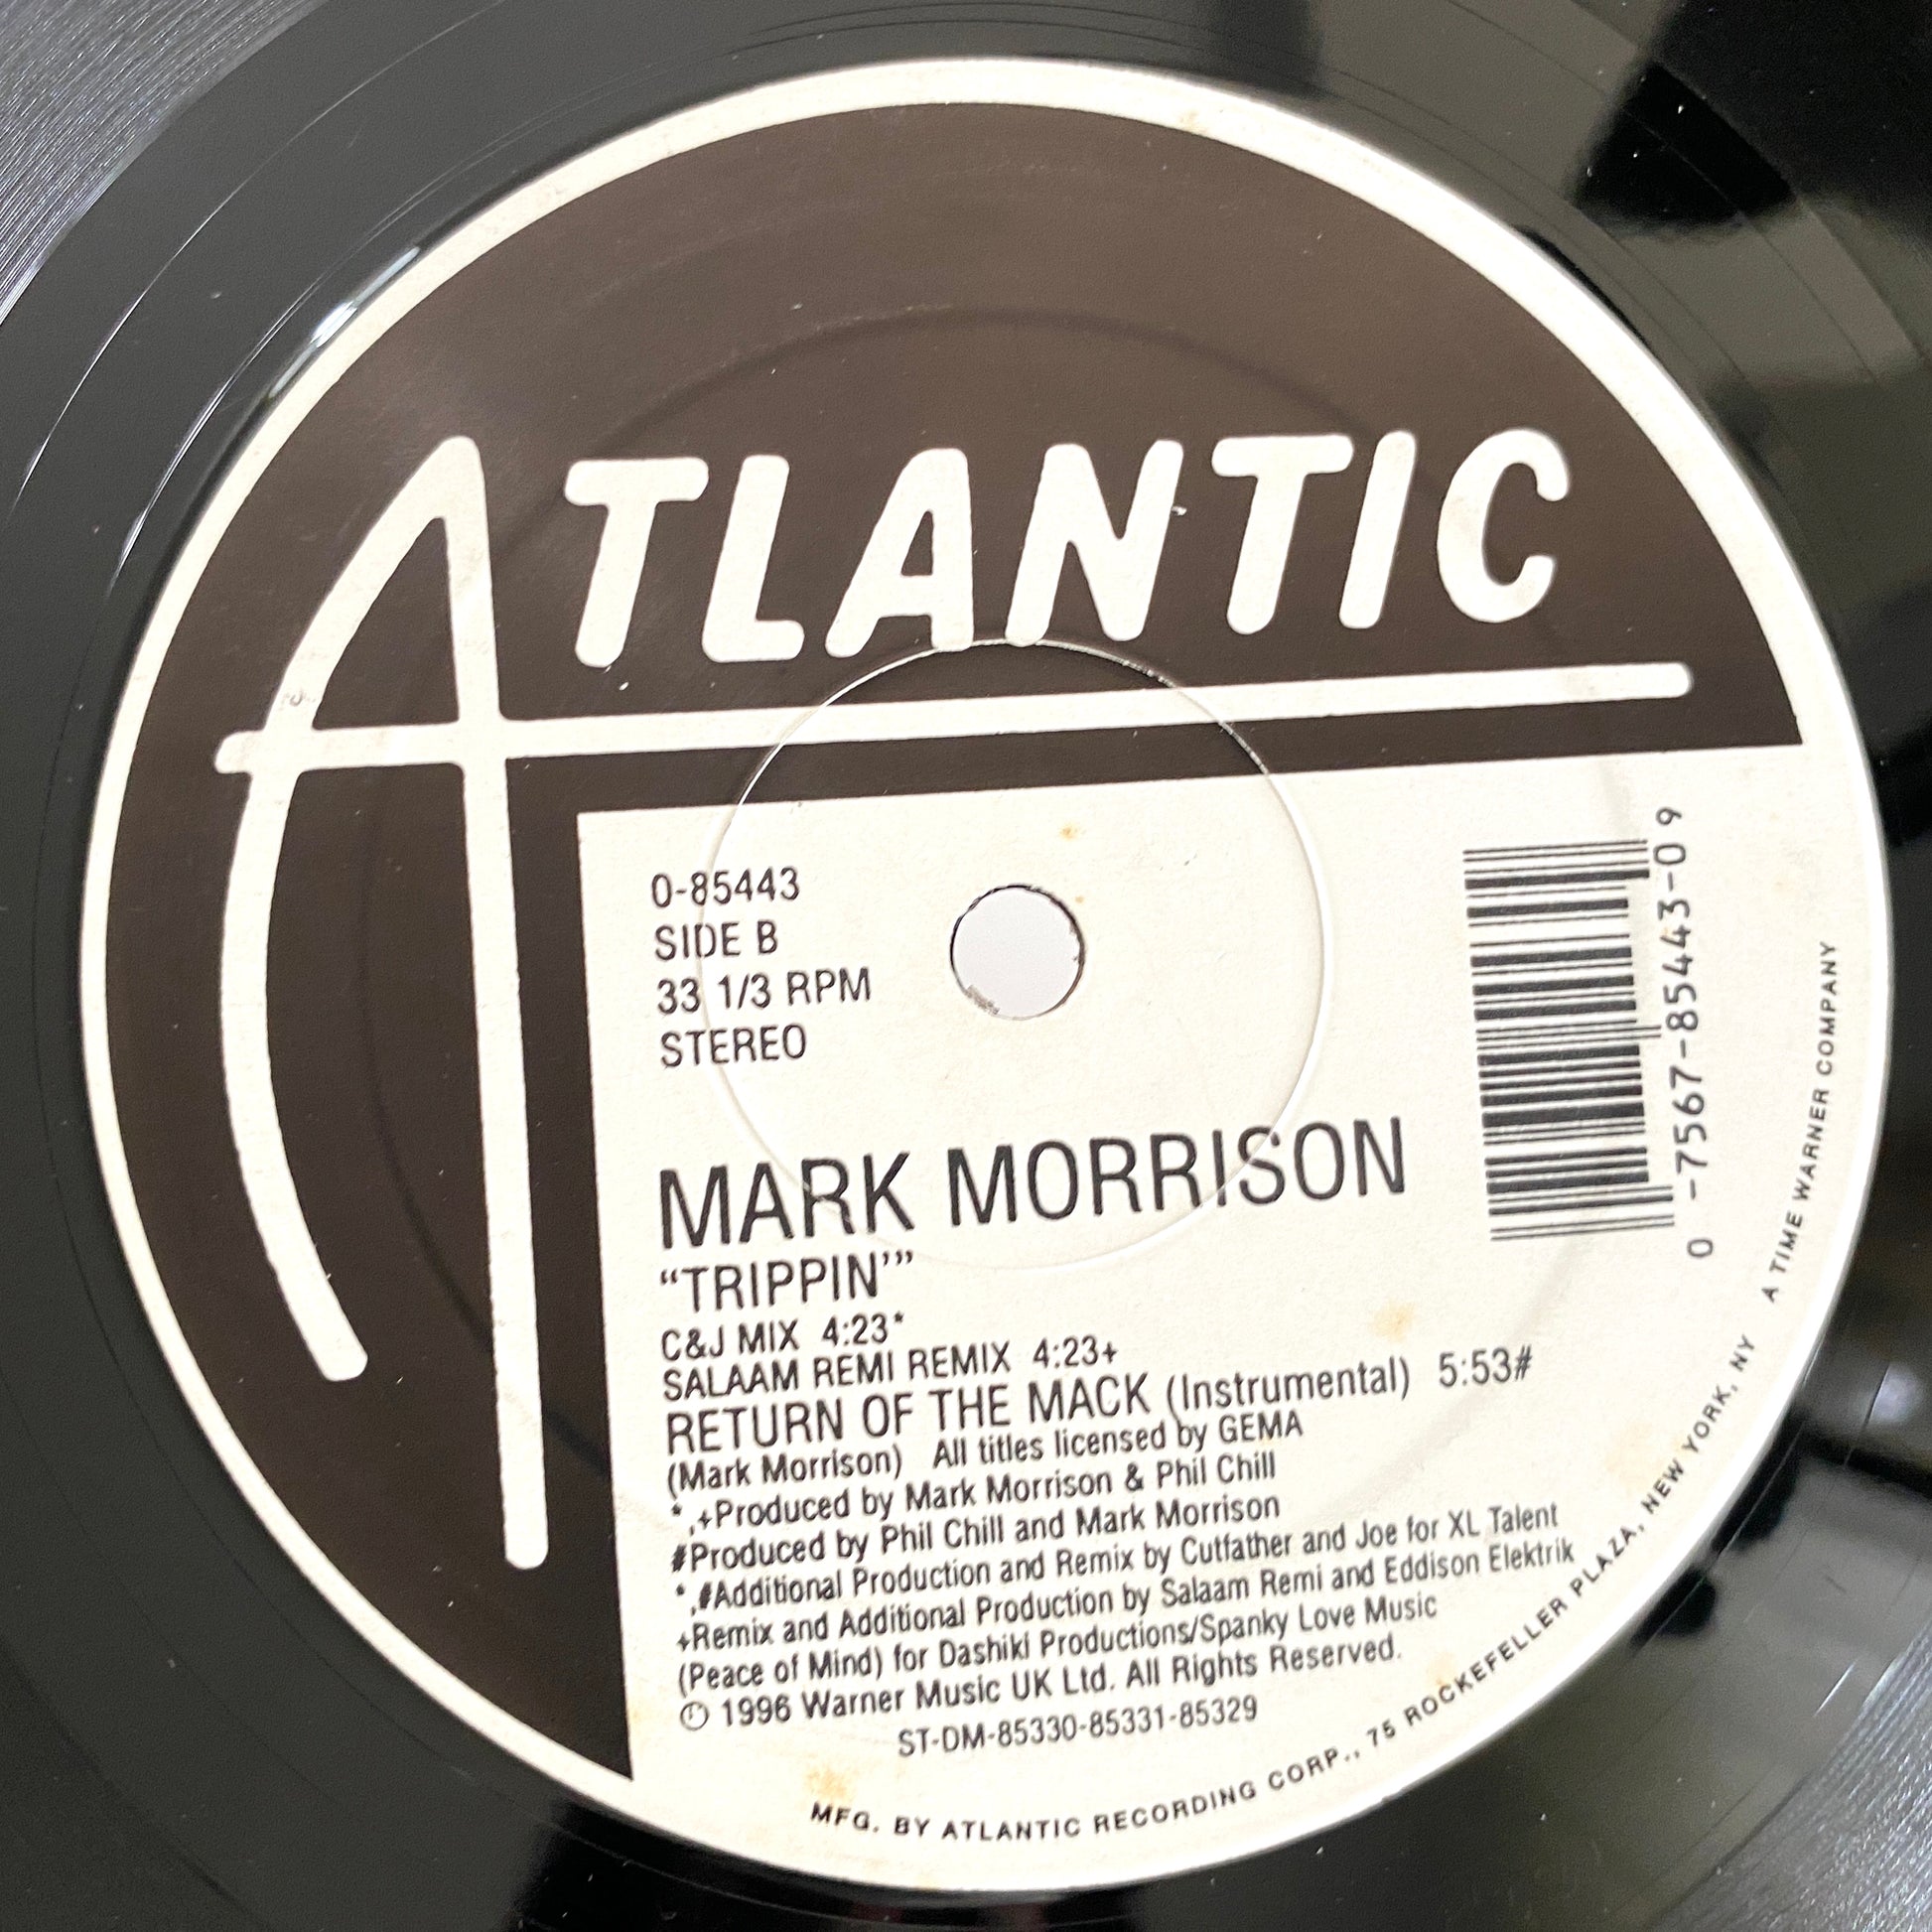 ATLANTIC
0-85443
SIDE B
33 1/3 RPM
STEREO
0 -7567-85443-0 9
MARK MORRISON
“TRIPPIN’”
C&J MIX 4:23*
SALAAM REMI REMIX 4:23+
RETURN OF THE MACK (Instrumental) 5:53#
(Mark Morrison) All titles licensed by GEMA
*,+Produced by Mark Morrison & Phil Chill
#Produced by Phil Chill and Mark Morrison
*,#Additional Production and Remix by Cutfather and Joe for XL Talent
+Remix and Additional Production by Salaam Remi and Eddison Elektrik
(Peace of Mind) for Dashiki Productions/Spanky Love Music
℗ 1996 Warner Music UK Ltd. All Rights Reserved.
ST-DM-85330-85331-85329
MFG. BY ATLANTIC RECORDING CORP., 75 ROCKEFELLER PLAZA, NEW YORK, NY A TIME WARNER COMPANY